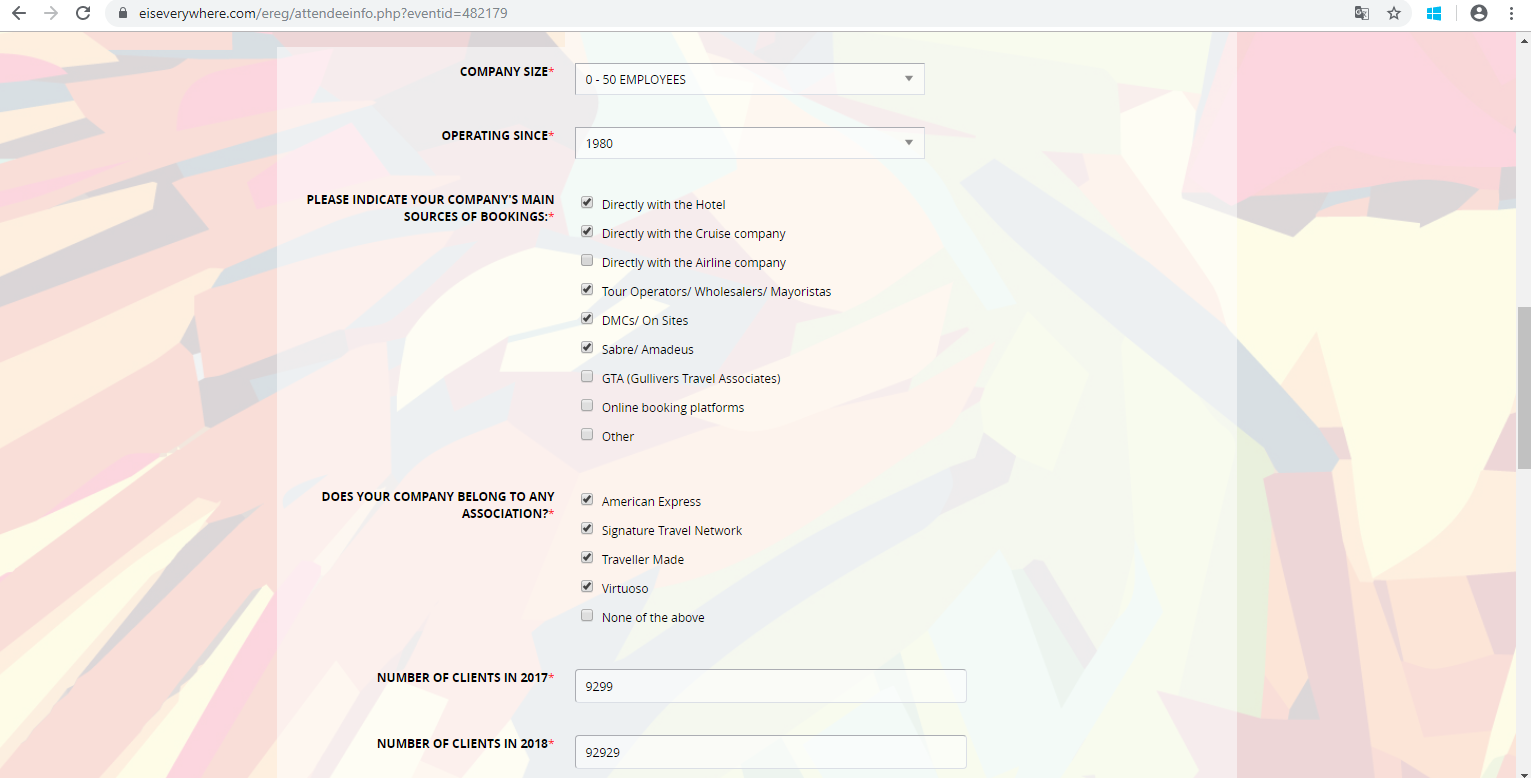 eiseverywhere.com/ereg/attendeeinfo.php?eventid=482179
COMPANY SIZE*
0 - 50 EMPLOYEES
OPERATING SINCE*
1980
PLEASE INDICATE YOUR COMPANY'S MAIN
SOURCES OF BOOKINGS:*
Directly with the Hotel
Directly with the Cruise company
Directly with the Airline company
Tour Operators/ Wholesalers/ Mayoristas
DMCs/ On Sites
Sabre/ Amadeus
GTA (Gullivers Travel Associates)
Online booking platforms
Other
DOES YOUR COMPANY BELONG TO ANY
ASSOCIATION?*
American Express
Signature Travel Network
Traveller Made
Virtuoso
None of the above
NUMBER OF CLIENTS IN 2017*
9299
NUMBER OF CLIENTS IN 2018*
92929